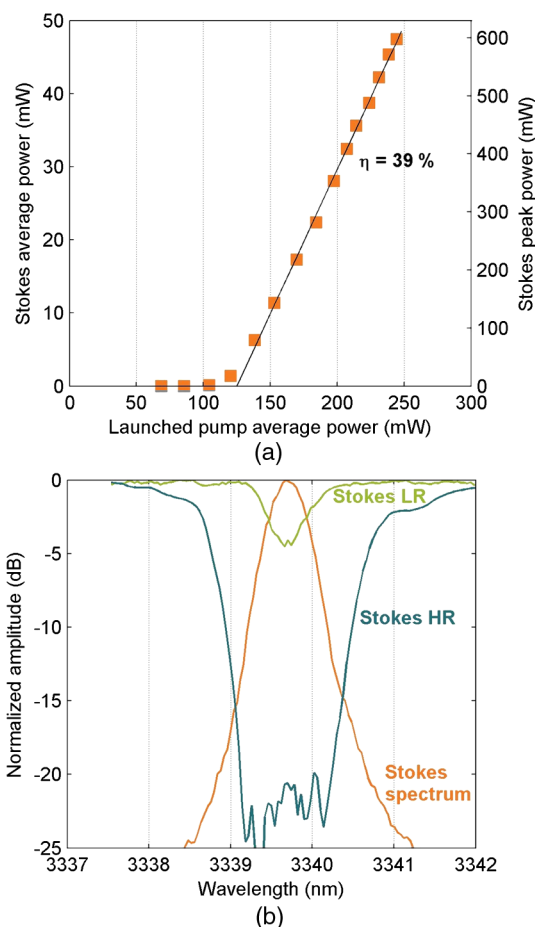 50
40
30
20
10
0
Stokes average power (mW)
600
500
400
300
200
100
0
Stokes peak power (mW)
η = 39 %
0 50 100 150 200 250 300
Launched pump average power (mW)
(a)
0
-5
-10
-15
-20
-25
Normalized amplitude (dB)
Stokes LR
Stokes HR
Stokes
spectrum
3337 3338 3339 3340 3341 3342
Wavelength (nm)
(b)